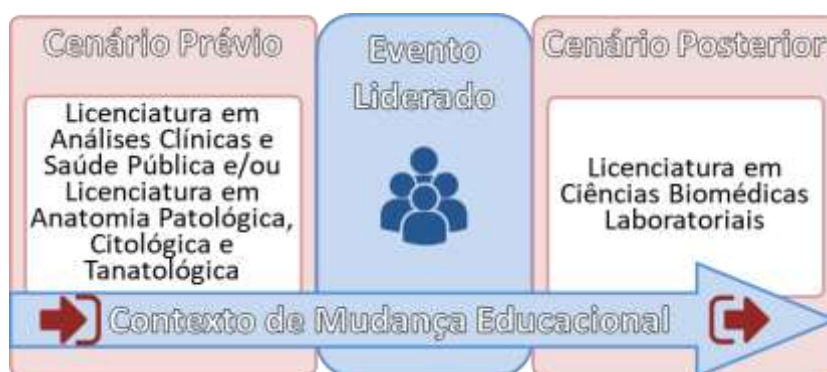 Cenário Prévio
Licenciatura em
Análises Clínicas e
Saúde Pública e/ou
Licenciatura em
Anatomia Patológica,
Citológica e
Tanatológica
Evento
Liderado
Cenário Posterior
Licenciatura em
Ciências Biomédicas
Laboratoriais
Contexto de Mudança Educacional